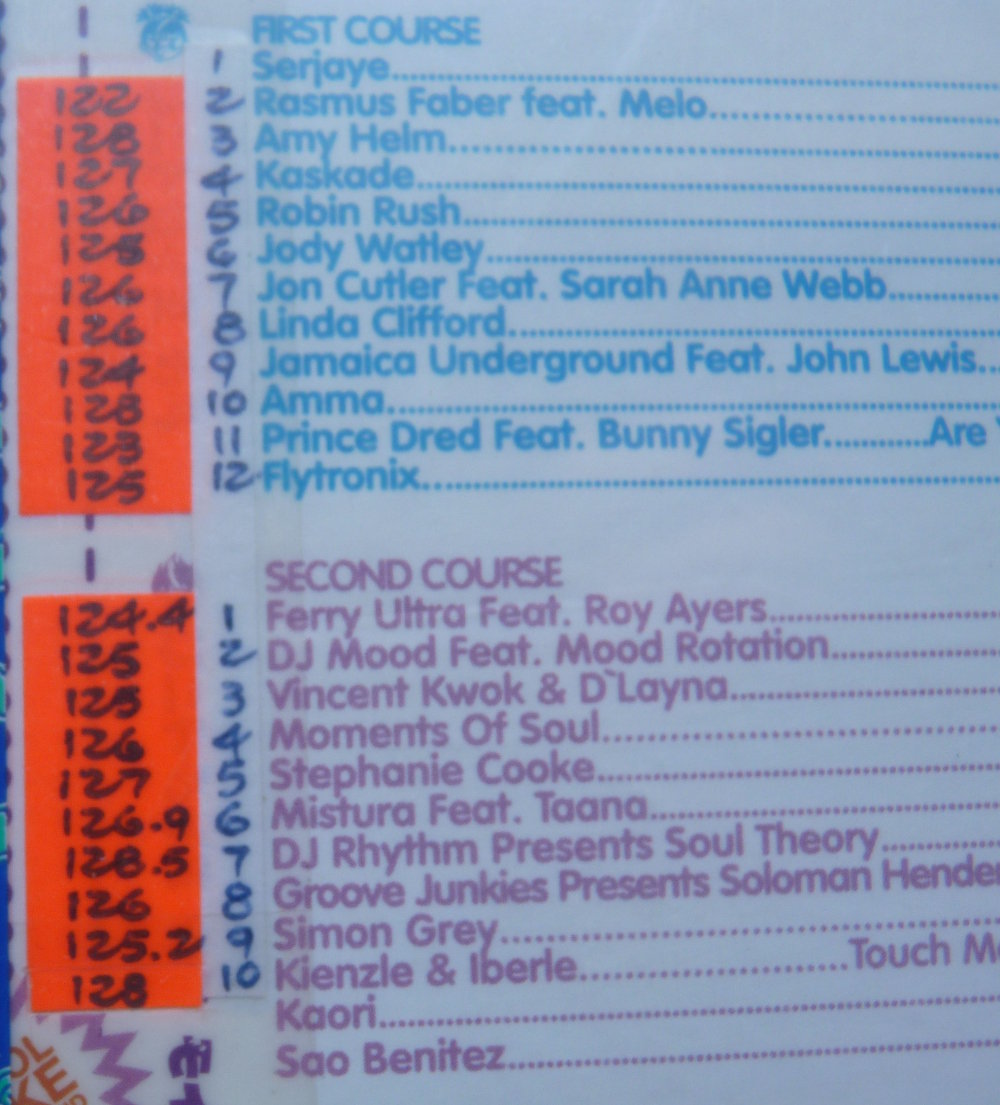 FIRST COURSE
1 Serjaye
122 2 Rasmus Faber feat. Melo
128 3 Amy Helm
127 4 Kaskade
126 5 Robin Rush
125 6 Jody Watley
126 7 Jon Cutler Feat. Sarah Anne Webb
126 8 Linda Clifford
124 9 Jamaica Underground Feat. John Lewis
128 10 Amma
123 11 Prince Dred Feat. Bunny Sigler............Are
125 12 Flytronix
SECOND COURSE
124.4 1 Ferry Ultra Feat. Roy Ayers
125 2 DJ Mood Feat. Mood Rotation
125 3 Vincent Kwok & D`Layna
126 4 Moments Of Soul
127 5 Stephanie Cooke
126.9 6 Mistura Feat. Taana
128.5 7 DJ Rhythm Presents Soul Theory
126 8 Groove Junkies Presents Soloman Hender
125.2 9 Simon Grey
128 10 Kienzle & Iberle........................Touch M
Kaori
Sao Benitez